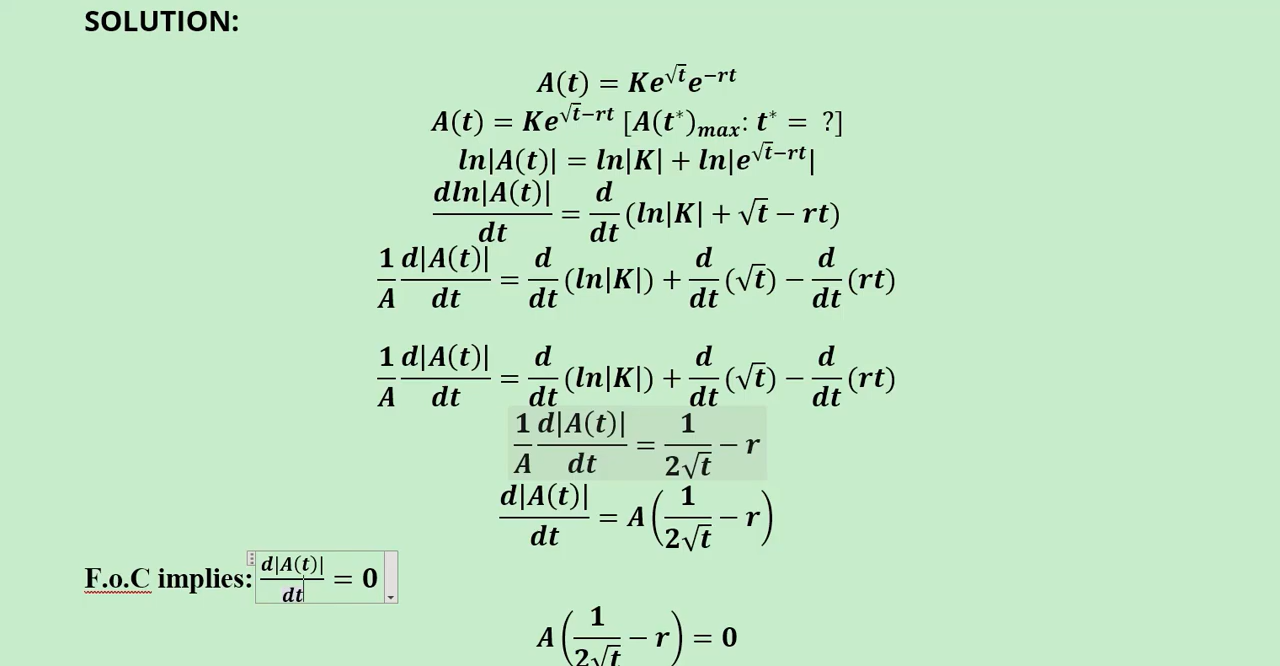 SOLUTION:
A(t) = Ke^{√t}e^{−rt}
A(t) = Ke^{√t−rt} [A(t*)_{max}: t* = ?]
ln|A(t)| = ln|K| + ln|e^{√t−rt}|
dln|A(t)|/dt = d/dt (ln|K| + √t − rt)
1/A d|A(t)|/dt = d/dt (ln|K|) + d/dt (√t) − d/dt (rt)
1/A d|A(t)|/dt = d/dt (ln|K|) + d/dt (√t) − d/dt (rt)
1/A d|A(t)|/dt = 1/2√t − r
d|A(t)|/dt = A(1/2√t − r)
F.o.C implies: d|A(t)|/dt = 0
A(1/2√t − r) = 0